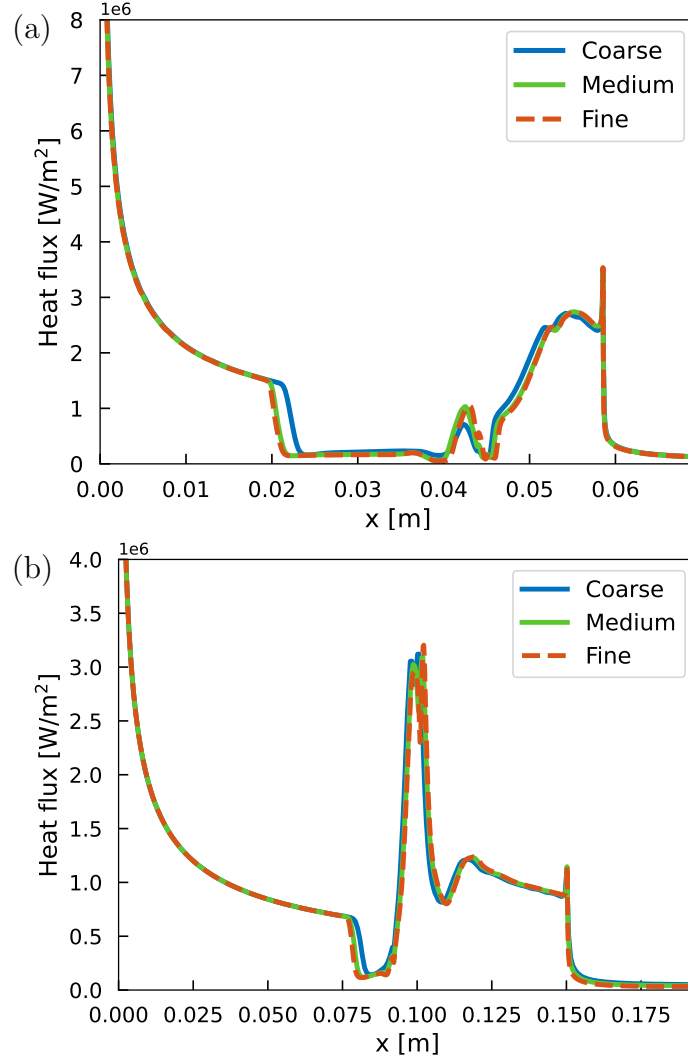 (a)
1e6
8
7
6
5
4
3
2
1
0
Heat flux [W/m²]
Coarse
Medium
Fine
0.00 0.01 0.02 0.03 0.04 0.05 0.06
x [m]
(b)
1e6
4.0
3.5
3.0
2.5
2.0
1.5
1.0
0.5
0.0
Heat flux [W/m²]
Coarse
Medium
Fine
0.000 0.025 0.050 0.075 0.100 0.125 0.150 0.175
x [m]